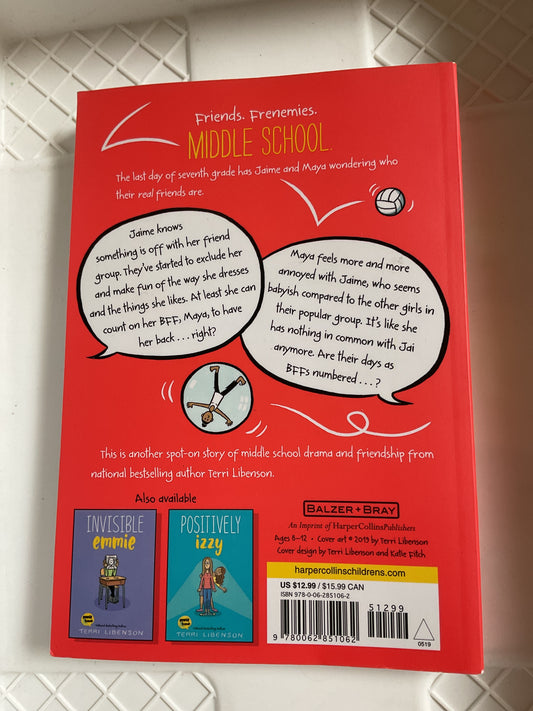 Friends. Frenemies.
MIDDLE SCHOOL.
The last day of seventh grade has Jaime and Maya wondering who
their real friends are.
Jaime knows
something is off with her friend
group. They've started to exclude her
and make fun of the way she dresses
and the things she likes. At least she can
count on her BFF, Maya, to have
her back . . . right?
Maya feels more and more
annoyed with Jaime, who seems
babyish compared to the other girls in
their popular group. It's like she
has nothing in common with Jai
anymore. Are their days as
BFFs numbered . . . ?
This is another spot-on story of middle school drama and friendship from
national bestselling author Terri Libenson.
Also available
INVISIBLE
emmie
TERRI LIBENSON
POSITIVELY
izzy
TERRI LIBENSON
BALZER + BRAY
An Imprint of HarperCollinsPublishers
Ages 8–12 • Cover art © 2019 by Terri Libenson
Cover design by Terri Libenson and Katie Fitch
harpercollinschildrens.com
US $12.99 / $15.99 CAN
ISBN 978-0-06-285106-2
51299
9 780062 851062
0519